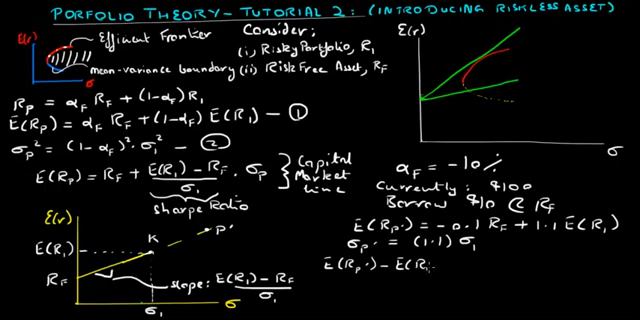 PORFOLIO THEORY - TUTORIAL 2: (INTRODUCING RISKLESS ASSET)
E(r)
Efficient Frontier
mean-variance boundary
σ
Consider:
(i) Risky Portfolio, R1
(ii) Risk Free Asset, RF
RP = αF RF + (1-αF) R1
E(RP) = αF RF + (1-αF) E(R1) — ①
σP² = (1-αF)² · σ1² — ②
E(RP) = RF + (E(R1) - RF)/σ1 · σP } Capital Market Line
Sharpe Ratio
E(r)
E(R1)
RF
K
P'
slope: (E(R1) - RF)/σ1
σ1
σ
E(r)
σ
αF = -10%
Currently: $100
Borrow $10 @ RF
E(RP') = -0.1 RF + 1.1 E(R1)
σP' = (1.1) σ1
E(RP') - E(R1